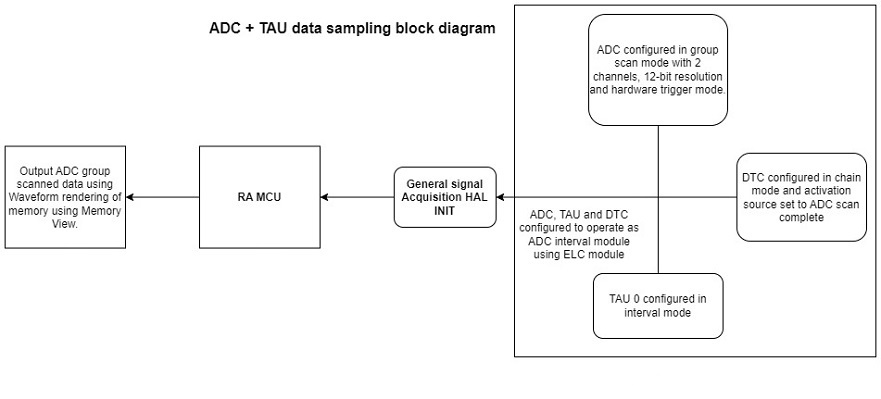 ADC + TAU data sampling block diagram
ADC configured in group
scan mode with 2
channels, 12-bit resolution
and hardware trigger mode.
Output ADC group
scanned data using
Waveform rendering of
memory using Memory
View.
RA MCU
General signal
Acquisition HAL
INIT
ADC, TAU and DTC
configured to operate as
ADC interval module
using ELC module
DTC configured in chain
mode and activation
source set to ADC scan
complete
TAU 0 configured in
interval mode